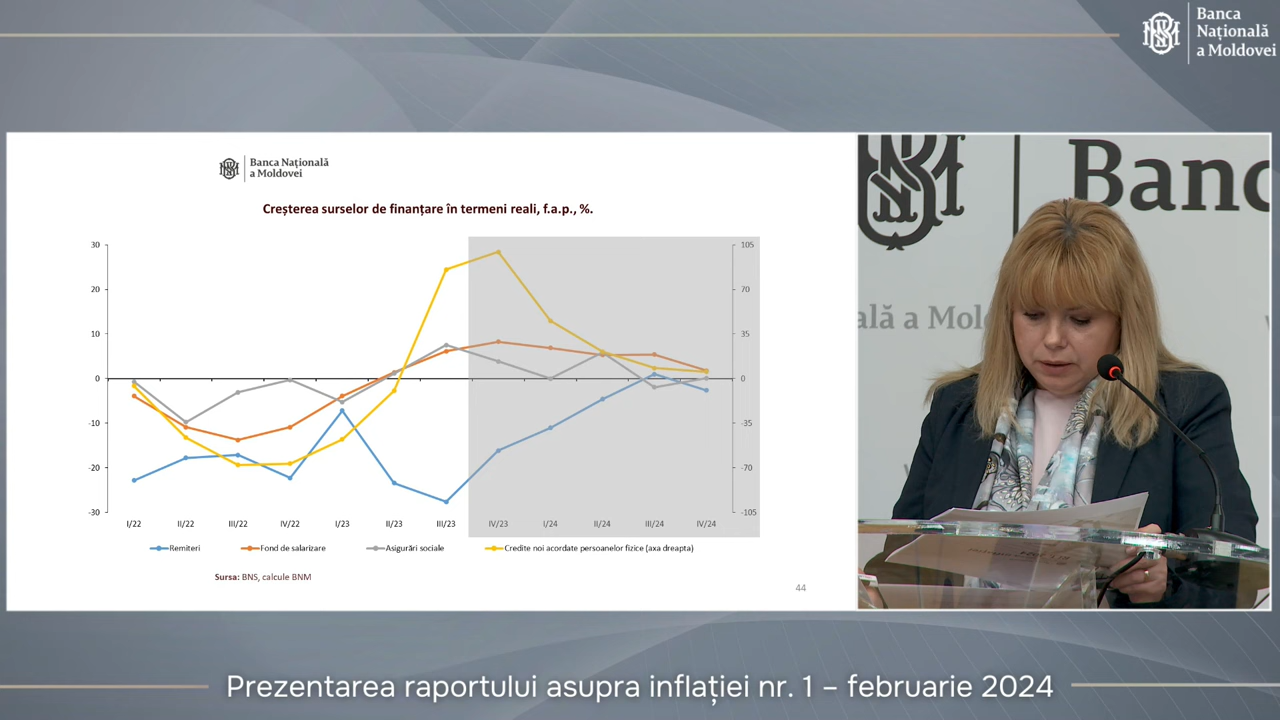 Banca
Națională
a Moldovei
Banca Națională
a Moldovei
Creșterea surselor de finanțare în termeni reali, f.a.p., %.
30
20
10
0
-10
-20
-30
105
70
35
0
-35
-70
-105
I/22 II/22 III/22 IV/22 I/23 II/23 III/23 IV/23 I/24 II/24 III/24 IV/24
Remiteri Fond de salarizare Asigurări sociale Credite noi acordate persoanelor fizice (axa dreapta)
Sursa: BNS, calcule BNM
44
Banc
ală a Mol
Prezentarea raportului asupra inflației nr. 1 – februarie 2024